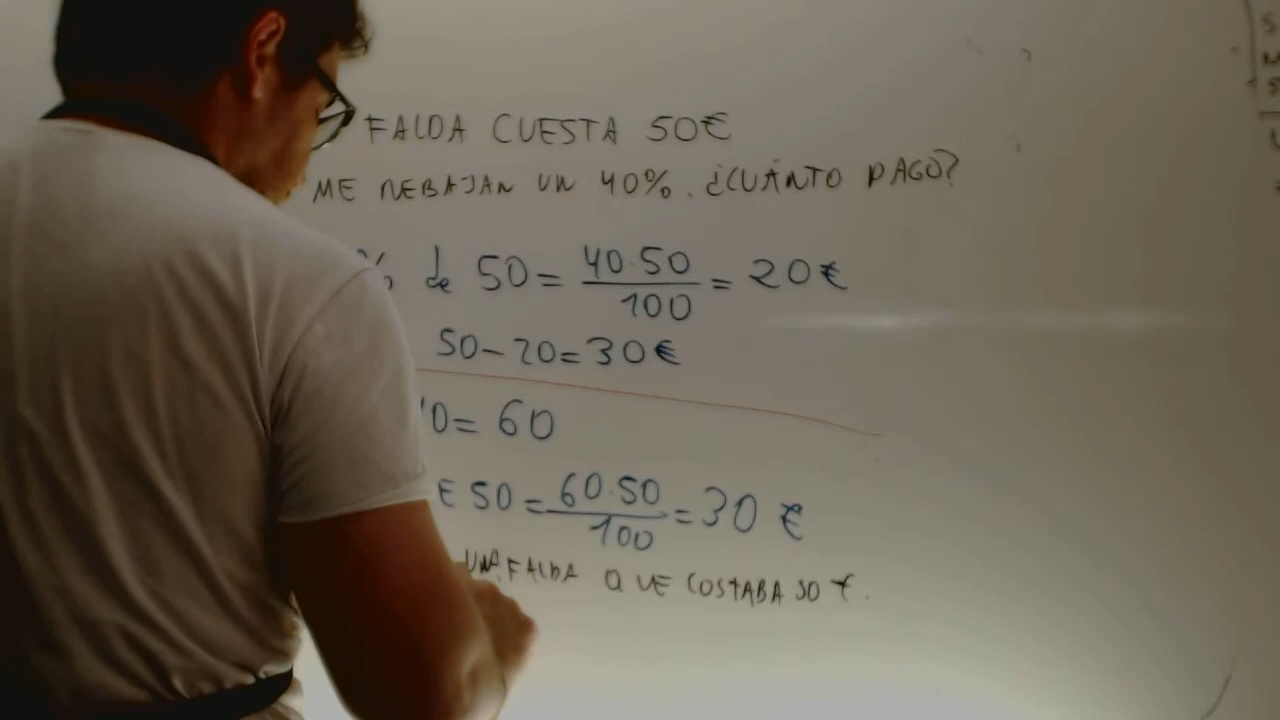 FALDA CUESTA 50€
ME REBAJAN UN 40%. ¿CUÁNTO PAGO?
% de 50 = 40·50 / 100 = 20€
50-20=30€
0= 60
E 50 = 60·50 / 100 = 30 €
UNA FALDA QUE COSTABA 50 €.